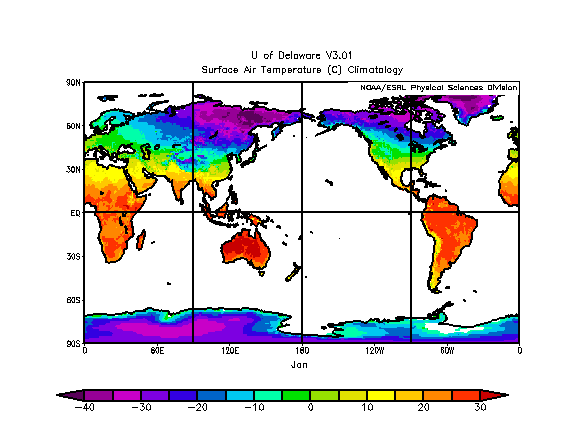 U of Delaware V3.01
Surface Air Temperature (C) Climatology
NOAA/ESRL Physical Sciences Division
90N
60N
30N
EQ
30S
60S
90S
0 60E 120E 180 120W 60W 0
Jan
-40 -30 -20 -10 0 10 20 30